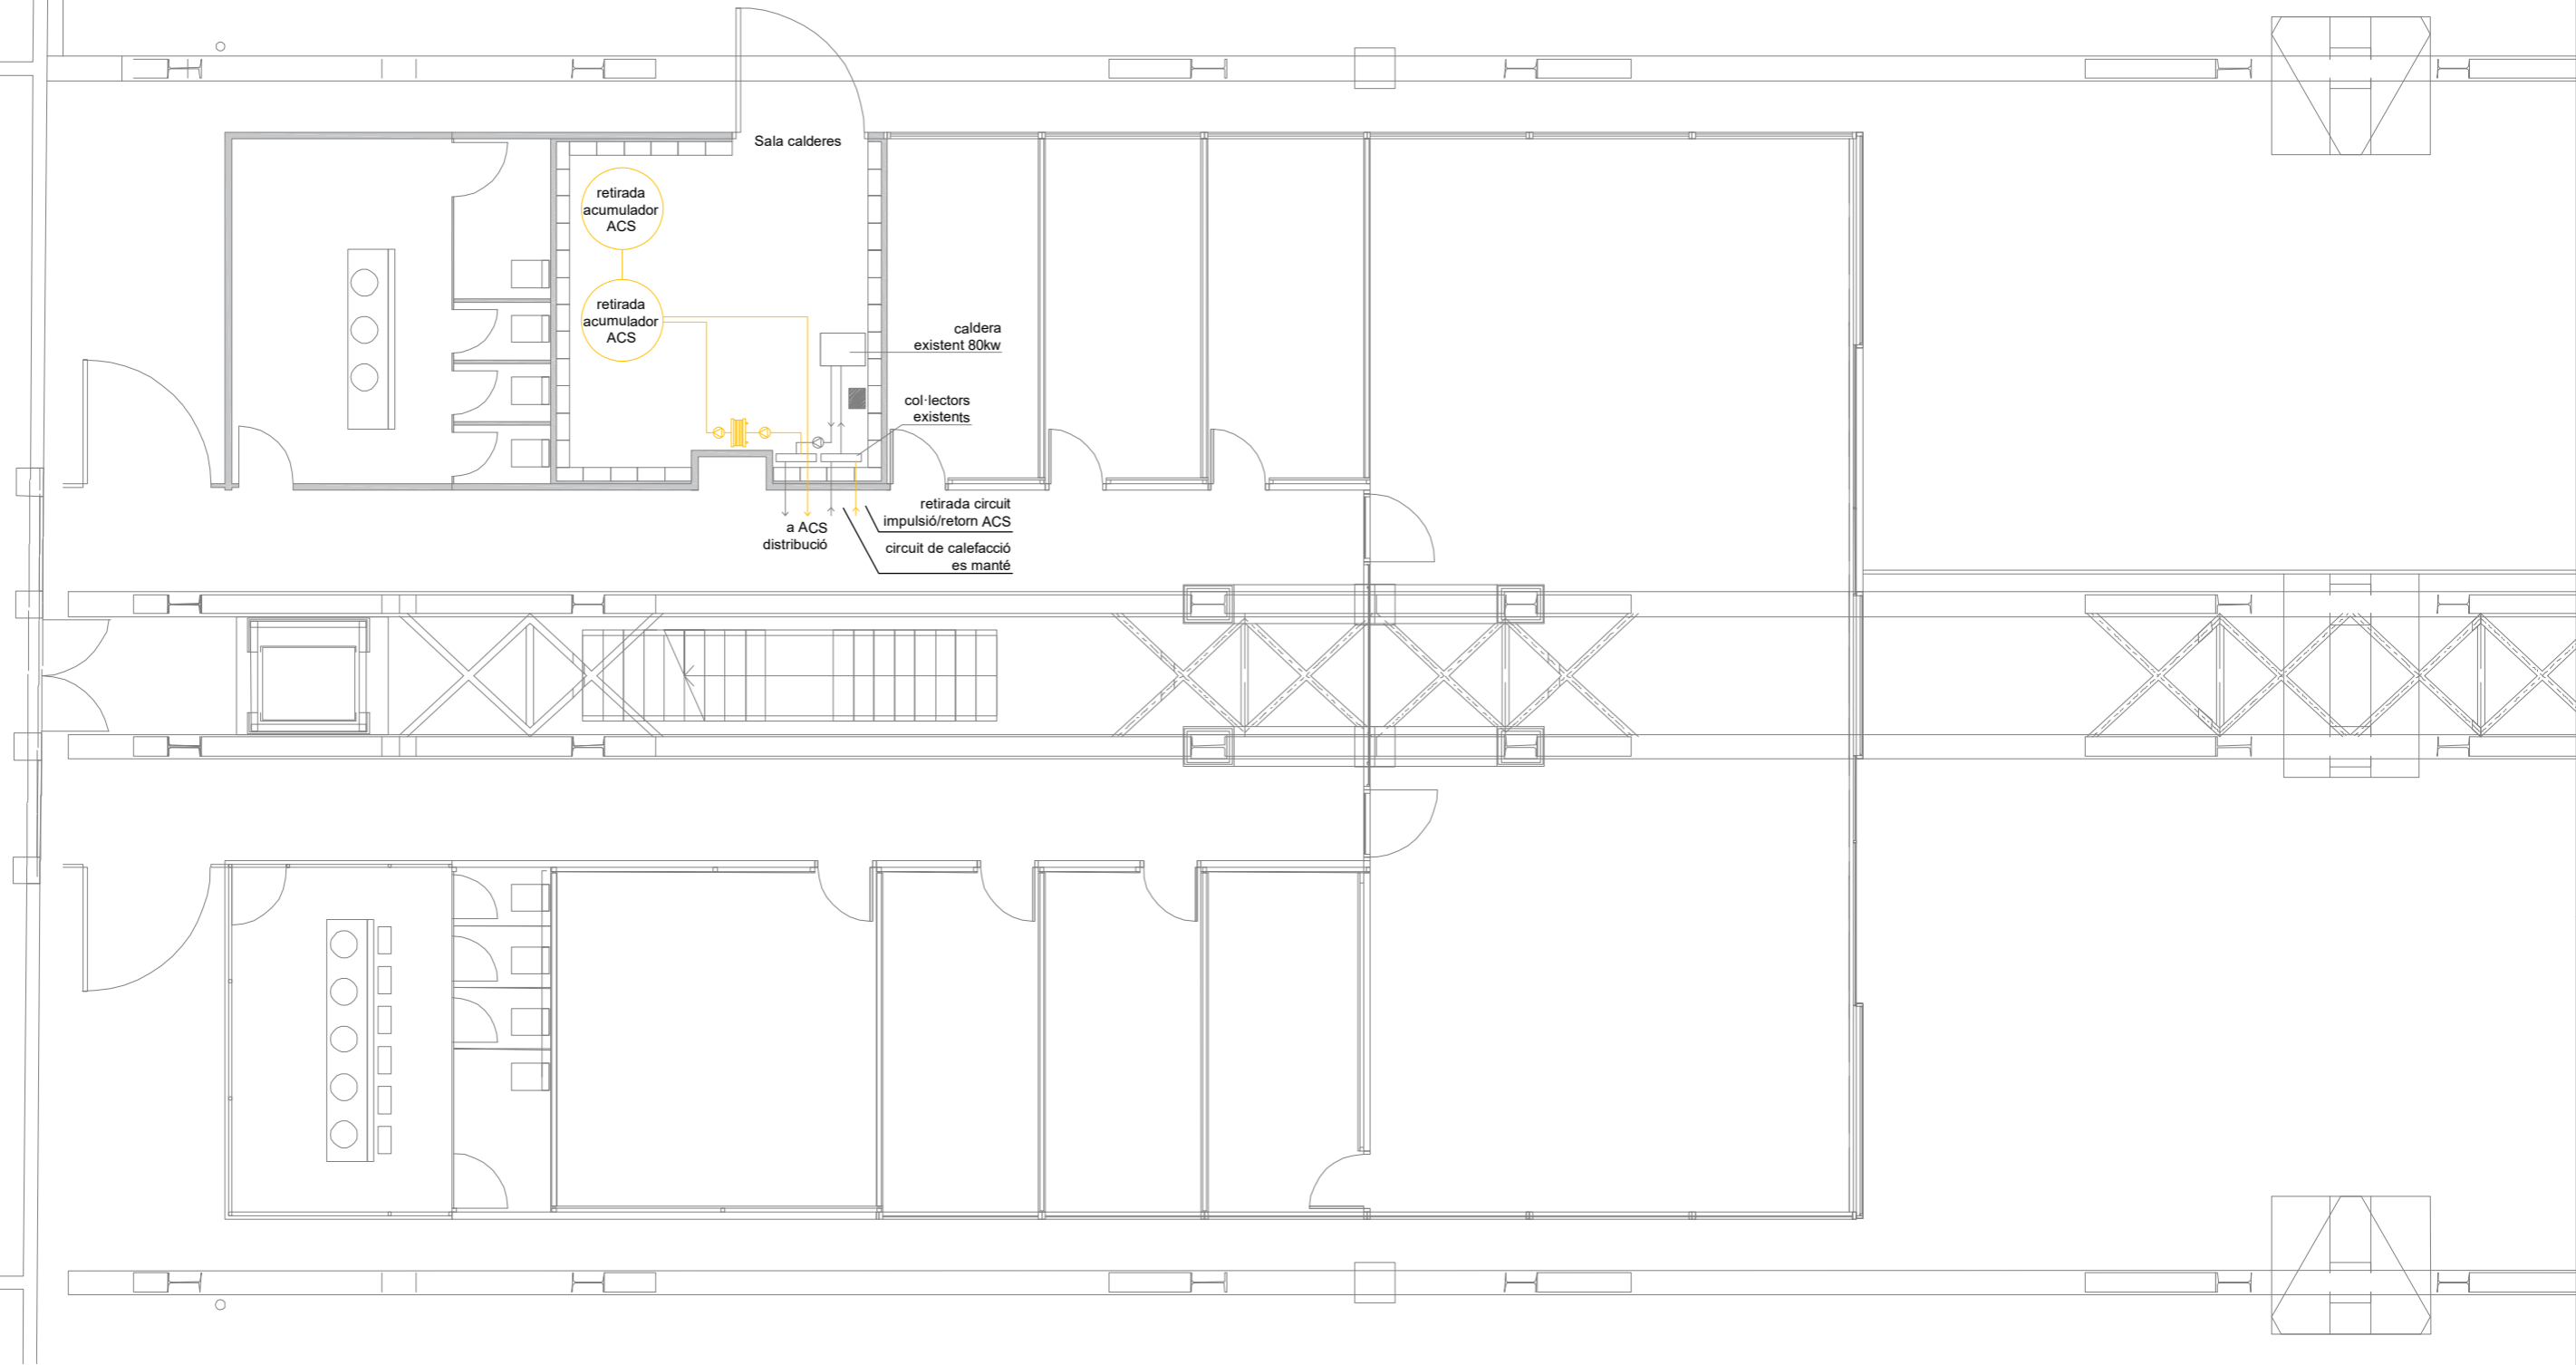 Sala calderes
retirada
acumulador
ACS
retirada
acumulador
ACS
caldera
existent 80kw
col·lectors
existents
retirada circuit
impulsió/retorn ACS
a ACS
distribució
circuit de calefacció
es manté